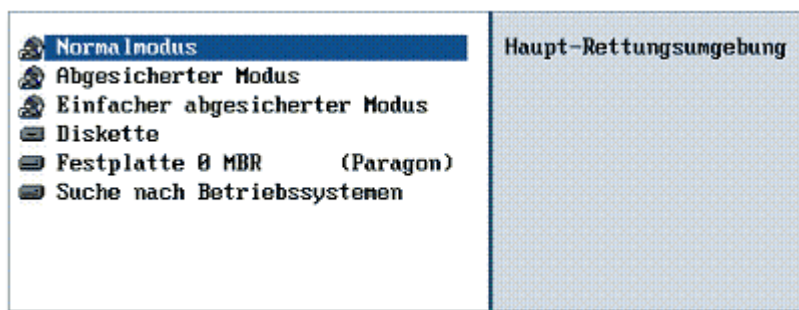 Normalmodus
Abgesicherter Modus
Einfacher abgesicherter Modus
Diskette
Festplatte 0 MBR (Paragon)
Suche nach Betriebssystemen
Haupt-Rettungsumgebung